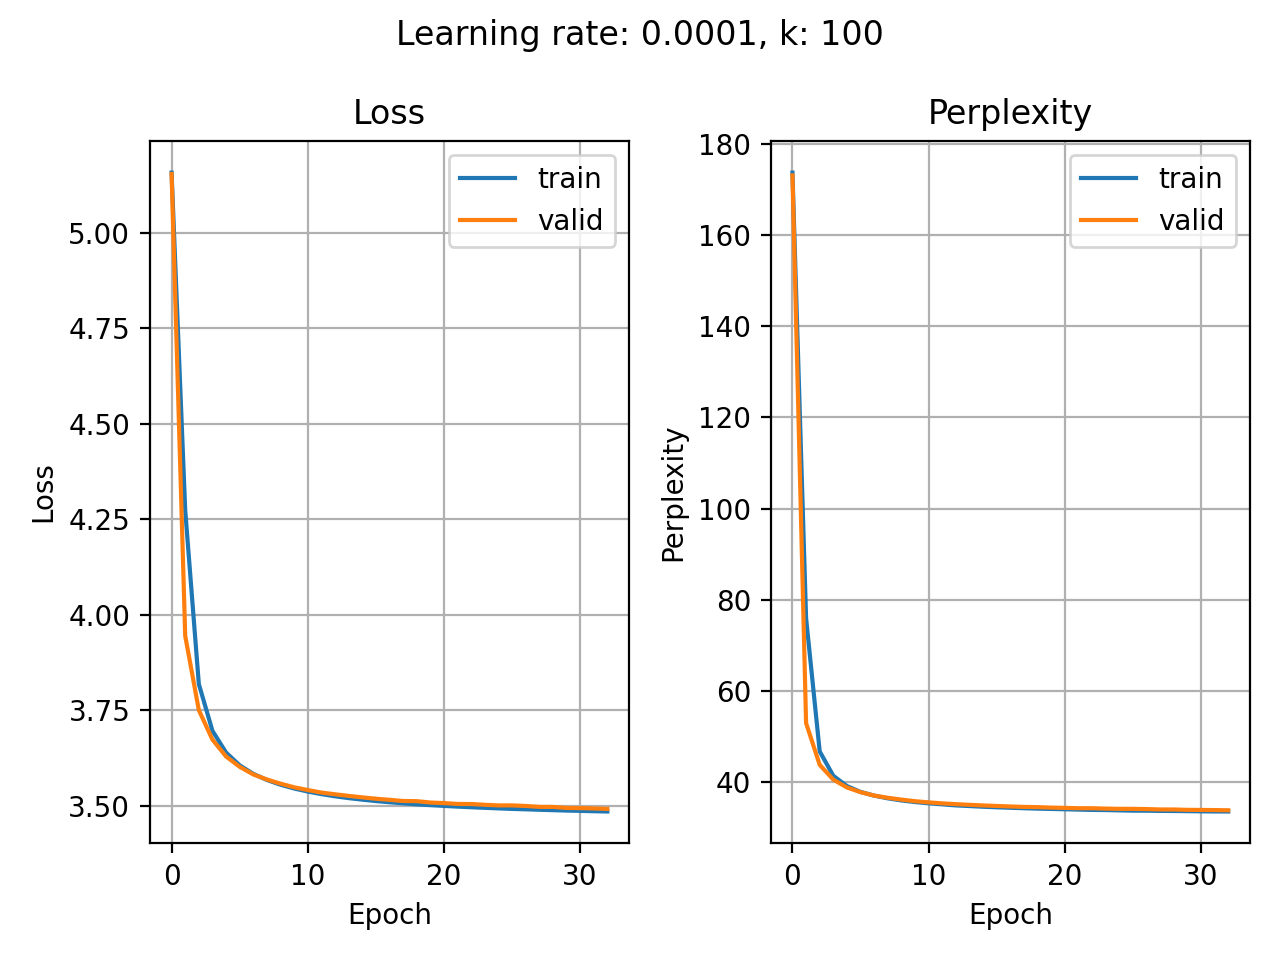 Learning rate: 0.0001, k: 100
Loss
train
valid
5.00
4.75
4.50
4.25
4.00
3.75
3.50
Loss
0 10 20 30
Epoch
Perplexity
train
valid
180
160
140
120
100
80
60
40
Perplexity
0 10 20 30
Epoch